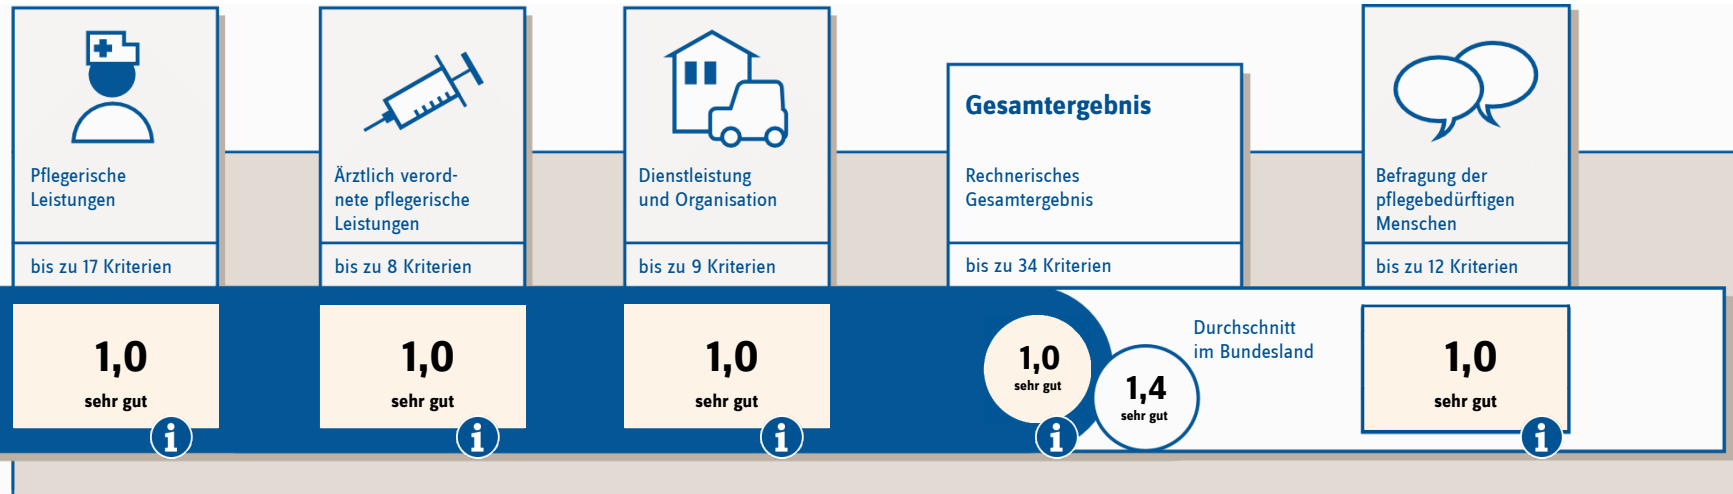 Pflegerische
Leistungen
bis zu 17 Kriterien
1,0
sehr gut
i
Ärztlich verord-
nete pflegerische
Leistungen
bis zu 8 Kriterien
1,0
sehr gut
i
Dienstleistung
und Organisation
bis zu 9 Kriterien
1,0
sehr gut
i
Gesamtergebnis
Rechnerisches
Gesamtergebnis
bis zu 34 Kriterien
1,0
sehr gut
i
1,4
sehr gut
Durchschnitt
im Bundesland
Befragung der
pflegebedürftigen
Menschen
bis zu 12 Kriterien
1,0
sehr gut
i